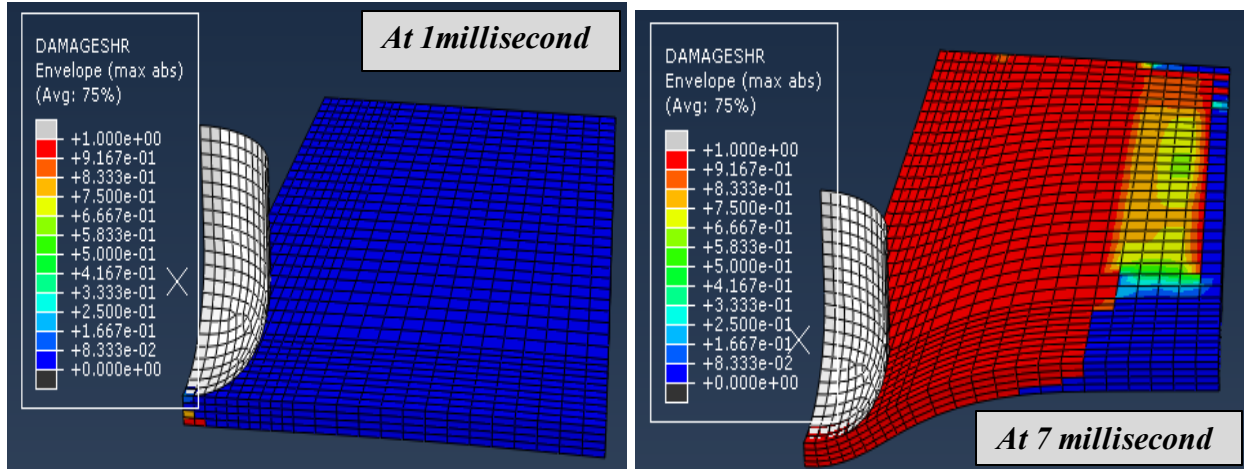 At 1millisecond
DAMAGESHR
Envelope (max abs)
(Avg: 75%)
+1.000e+00
+9.167e-01
+8.333e-01
+7.500e-01
+6.667e-01
+5.833e-01
+5.000e-01
+4.167e-01
+3.333e-01
+2.500e-01
+1.667e-01
+8.333e-02
+0.000e+00
DAMAGESHR
Envelope (max abs)
(Avg: 75%)
+1.000e+00
+9.167e-01
+8.333e-01
+7.500e-01
+6.667e-01
+5.833e-01
+5.000e-01
+4.167e-01
+3.333e-01
+2.500e-01
+1.667e-01
+8.333e-02
+0.000e+00
At 7 millisecond